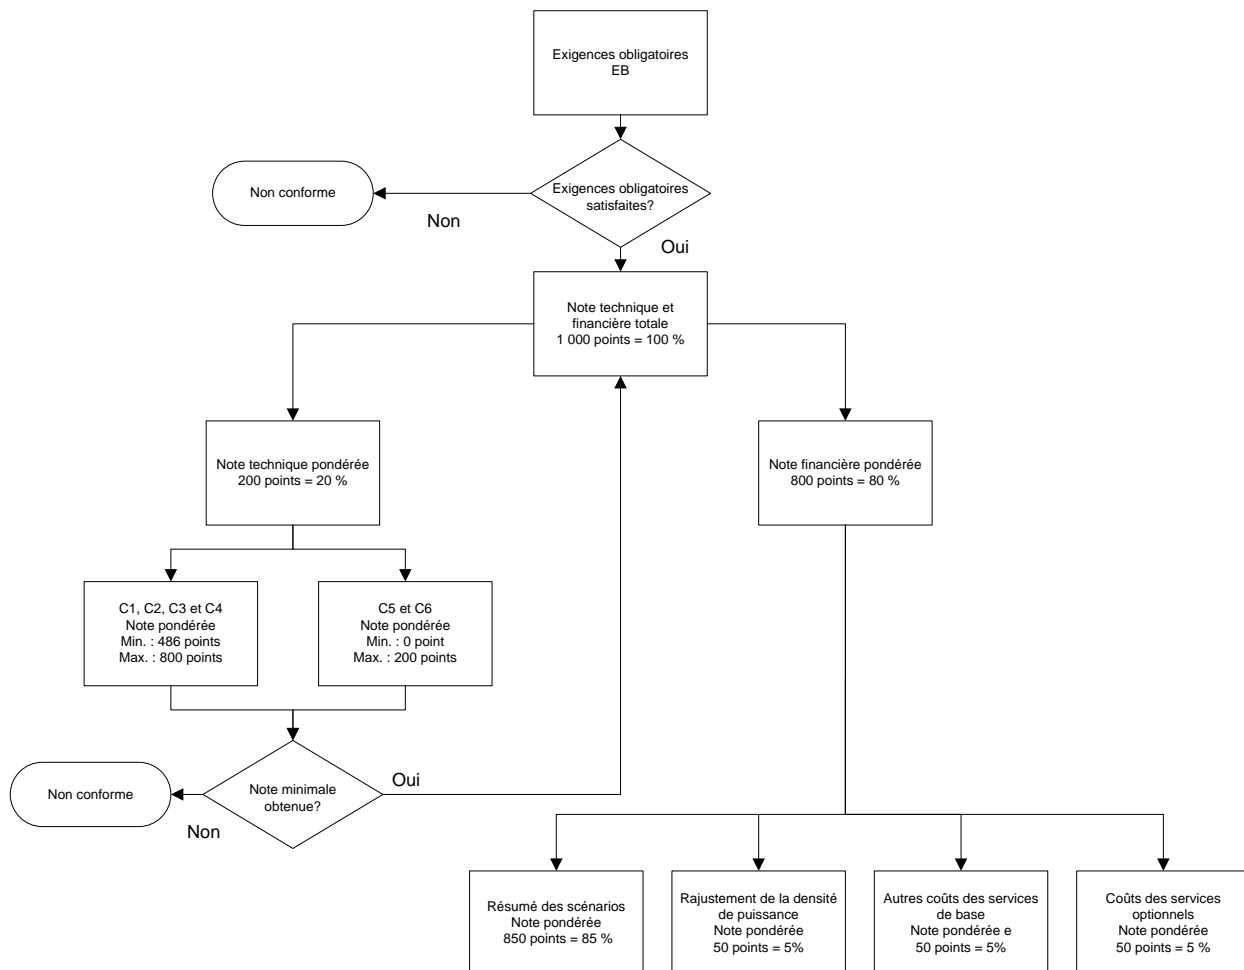 Exigences obligatoires
EB
Exigences obligatoires
satisfaites?
Non conforme
Non
Oui
Note technique et
financière totale
1 000 points = 100 %
Note technique pondérée
200 points = 20 %
Note financière pondérée
800 points = 80 %
C1, C2, C3 et C4
Note pondérée
Min. : 486 points
Max. : 800 points
C5 et C6
Note pondérée
Min. : 0 point
Max. : 200 points
Note minimale
obtenue?
Oui
Non conforme
Non
Résumé des scénarios
Note pondérée
850 points = 85 %
Rajustement de la densité
de puissance
Note pondérée
50 points = 5%
Autres coûts des services
de base
Note pondérée e
50 points = 5%
Coûts des services
optionnels
Note pondérée
50 points = 5 %